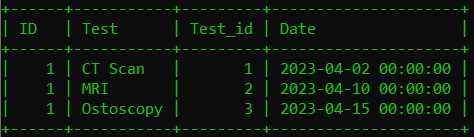 | ID | Test | Test_id | Date |
| 1 | CT Scan | 1 | 2023-04-02 00:00:00 |
| 1 | MRI | 2 | 2023-04-10 00:00:00 |
| 1 | Ostoscopy | 3 | 2023-04-15 00:00:00 |